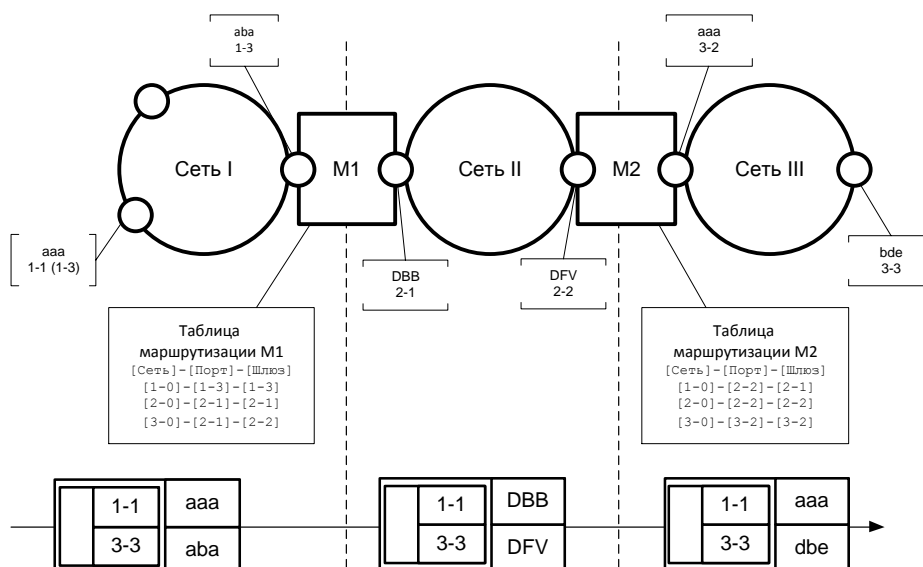 aba
1-3
aaa
3-2
Сеть I
М1
Сеть II
М2
Сеть III
aaa
1-1 (1-3)
DBB
2-1
DFV
2-2
bde
3-3
Таблица
маршрутизации М1
[Сеть]-[Порт]-[Шлюз]
[1-0]-[1-3]-[1-3]
[2-0]-[2-1]-[2-1]
[3-0]-[2-1]-[2-2]
Таблица
маршрутизации М2
[Сеть]-[Порт]-[Шлюз]
[1-0]-[2-2]-[2-1]
[2-0]-[2-2]-[2-2]
[3-0]-[3-2]-[3-2]
1-1
aaa
3-3
aba
1-1
DBB
3-3
DFV
1-1
aaa
3-3
dbe